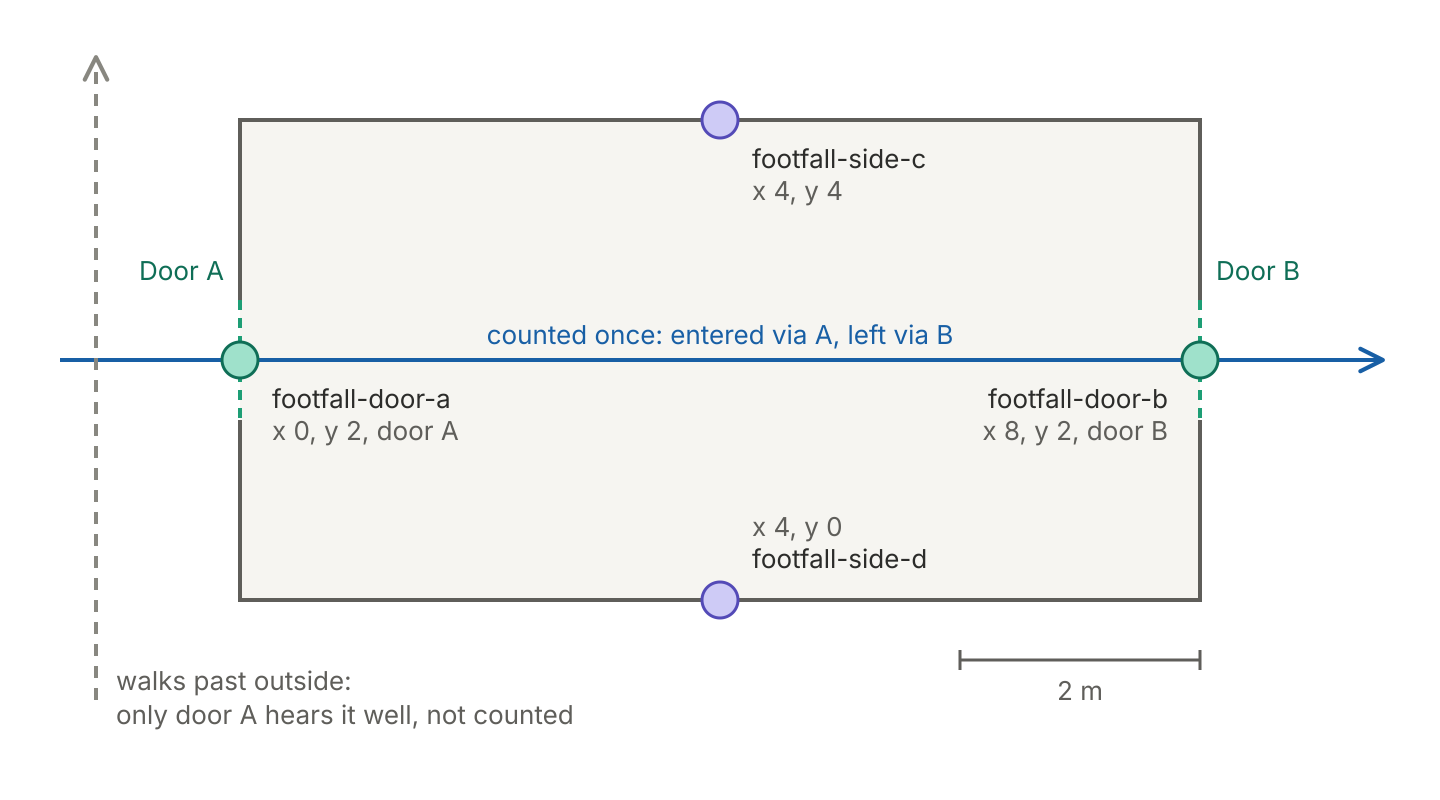 footfall-side-c
x 4, y 4
Door A
Door B
counted once: entered via A, left via B
footfall-door-a
x 0, y 2, door A
footfall-door-b
x 8, y 2, door B
x 4, y 0
footfall-side-d
walks past outside:
only door A hears it well, not counted
2 m